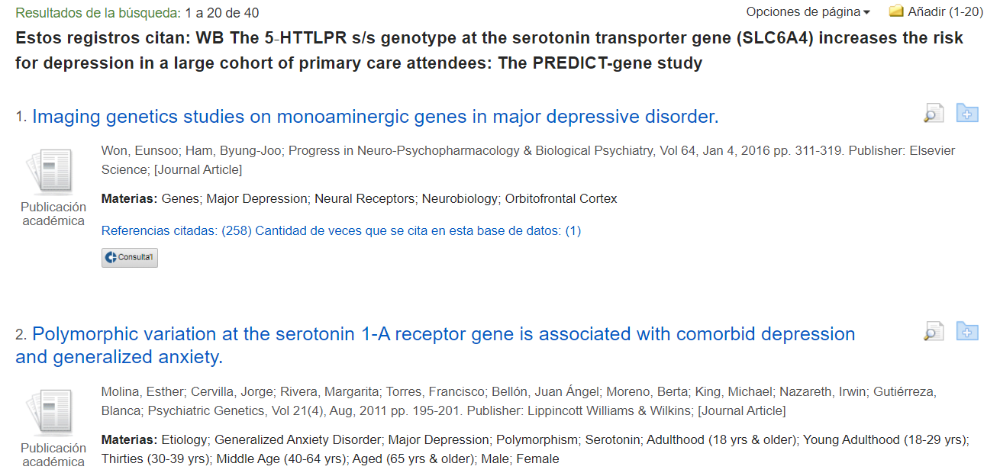 Resultados de la búsqueda: 1 a 20 de 40
Opciones de página
Añadir (1-20)
Estos registros citan: WB The 5-HTTLPR s/s genotype at the serotonin transporter gene (SLC6A4) increases the risk
for depression in a large cohort of primary care attendees: The PREDICT-gene study
1. Imaging genetics studies on monoaminergic genes in major depressive disorder.
Publicación
académica
Won, Eunsoo; Ham, Byung-Joo; Progress in Neuro-Psychopharmacology & Biological Psychiatry, Vol 64, Jan 4, 2016 pp. 311-319. Publisher: Elsevier
Science; [Journal Article]
Materias: Genes; Major Depression; Neural Receptors; Neurobiology; Orbitofrontal Cortex
Referencias citadas: (258) Cantidad de veces que se cita en esta base de datos: (1)
Consulta'l
2. Polymorphic variation at the serotonin 1-A receptor gene is associated with comorbid depression
and generalized anxiety.
Publicación
académica
Molina, Esther; Cervilla, Jorge; Rivera, Margarita; Torres, Francisco; Bellón, Juan Ángel; Moreno, Berta; King, Michael; Nazareth, Irwin; Gutiérreza,
Blanca; Psychiatric Genetics, Vol 21(4), Aug, 2011 pp. 195-201. Publisher: Lippincott Williams & Wilkins; [Journal Article]
Materias: Etiology; Generalized Anxiety Disorder; Major Depression; Polymorphism; Serotonin; Adulthood (18 yrs & older); Young Adulthood (18-29 yrs);
Thirties (30-39 yrs); Middle Age (40-64 yrs); Aged (65 yrs & older); Male; Female